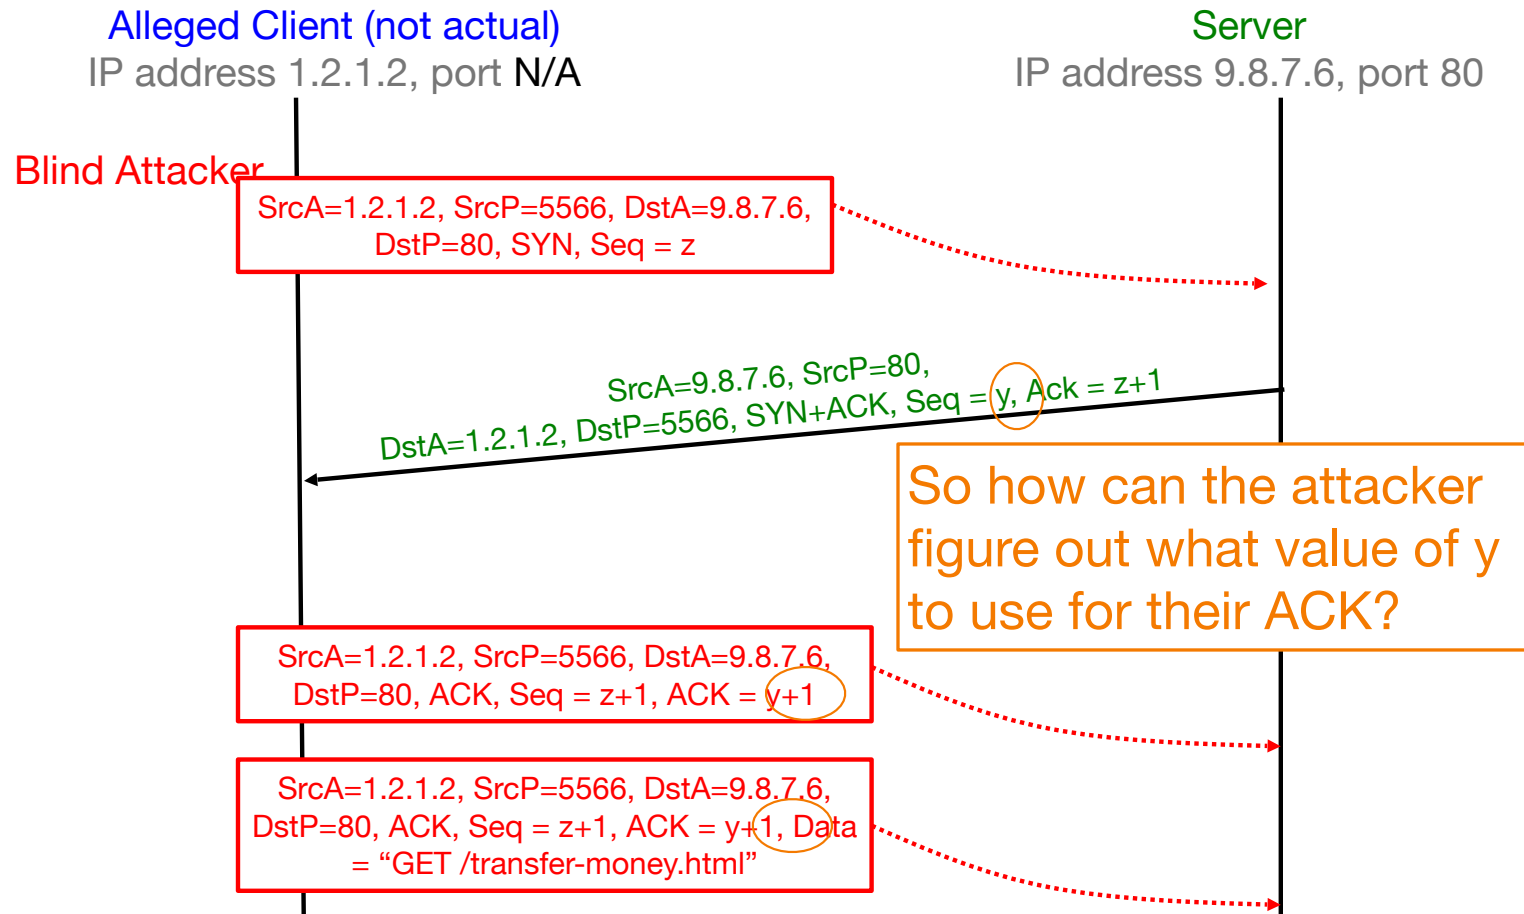 Alleged Client (not actual)
IP address 1.2.1.2, port N/A
Server
IP address 9.8.7.6, port 80
Blind Attacker
SrcA=1.2.1.2, SrcP=5566, DstA=9.8.7.6,
DstP=80, SYN, Seq = z
SrcA=9.8.7.6, SrcP=80,
DstA=1.2.1.2, DstP=5566, SYN+ACK, Seq = y, Ack = z+1
So how can the attacker
figure out what value of y
to use for their ACK?
SrcA=1.2.1.2, SrcP=5566, DstA=9.8.7.6,
DstP=80, ACK, Seq = z+1, ACK = y+1
SrcA=1.2.1.2, SrcP=5566, DstA=9.8.7.6,
DstP=80, ACK, Seq = z+1, ACK = y+1, Data
= “GET /transfer-money.html”